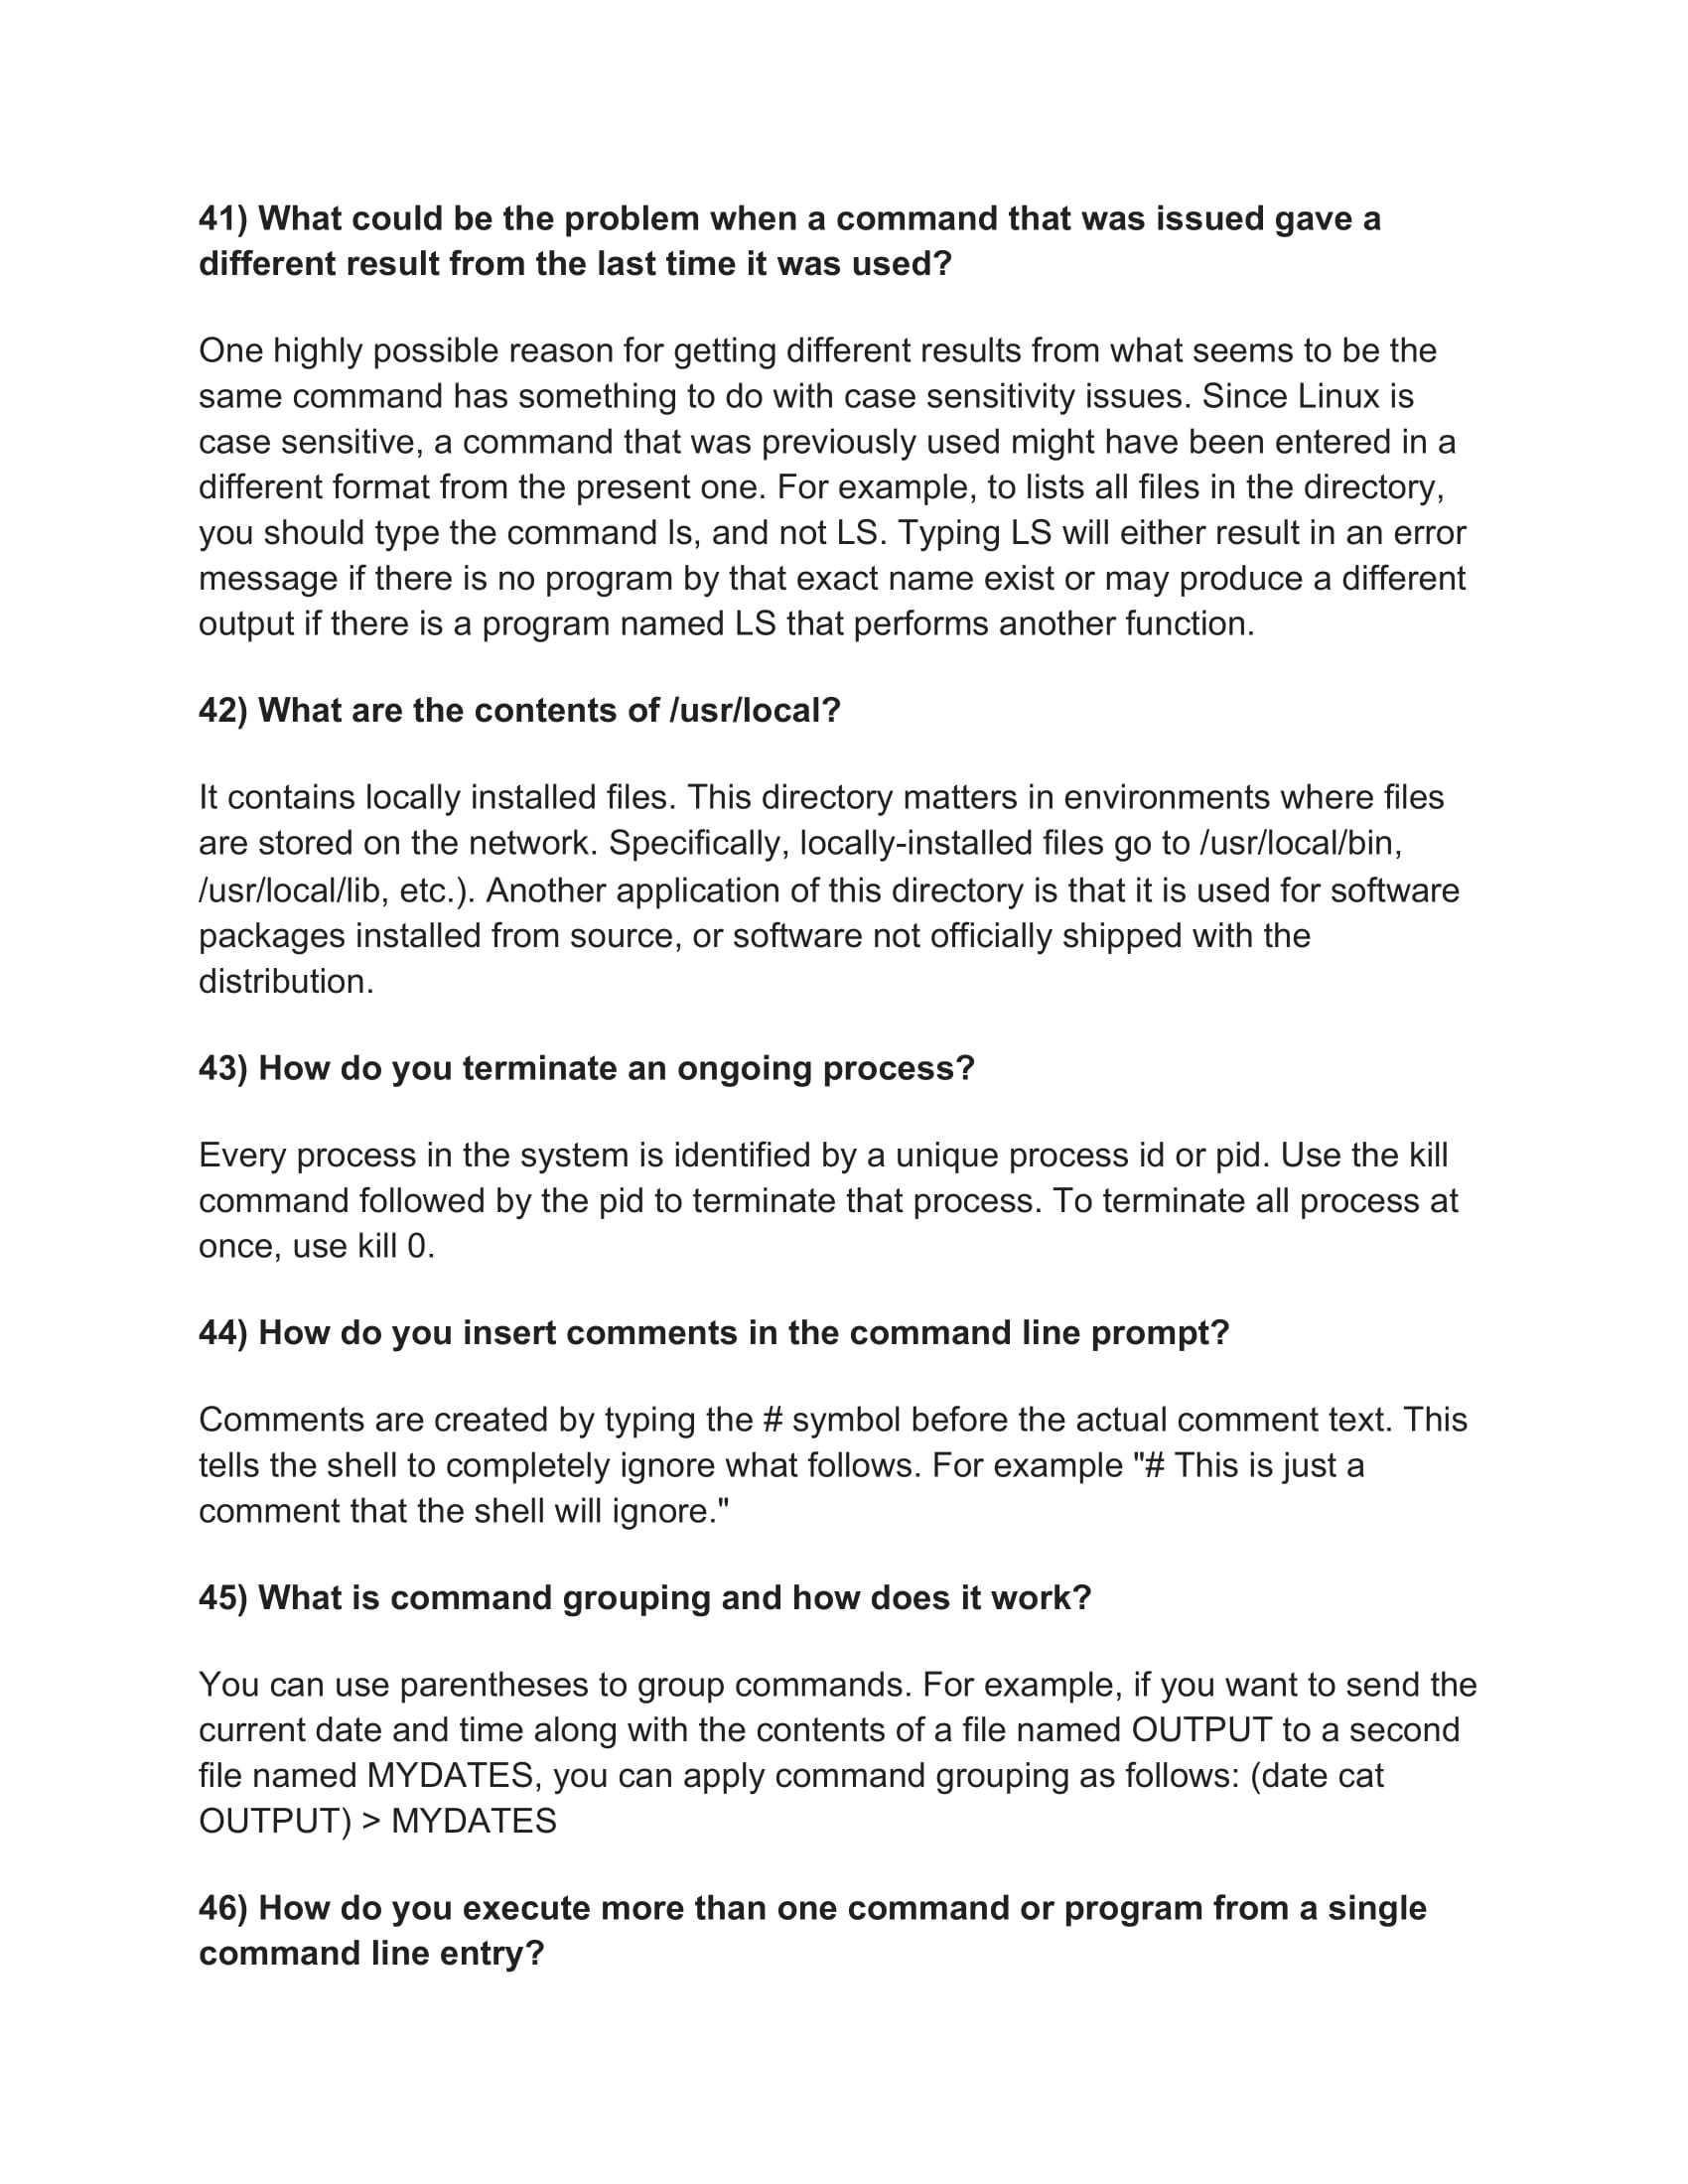 41) What could be the problem when a command that was issued gave a
different result from the last time it was used?
One highly possible reason for getting different results from what seems to be the
same command has something to do with case sensitivity issues. Since Linux is
case sensitive, a command that was previously used might have been entered in a
different format from the present one. For example, to lists all files in the directory,
you should type the command ls, and not LS. Typing LS will either result in an error
message if there is no program by that exact name exist or may produce a different
output if there is a program named LS that performs another function.
42) What are the contents of /usr/local?
It contains locally installed files. This directory matters in environments where files
are stored on the network. Specifically, locally-installed files go to /usr/local/bin,
/usr/local/lib, etc.). Another application of this directory is that it is used for software
packages installed from source, or software not officially shipped with the
distribution.
43) How do you terminate an ongoing process?
Every process in the system is identified by a unique process id or pid. Use the kill
command followed by the pid to terminate that process. To terminate all process at
once, use kill 0.
44) How do you insert comments in the command line prompt?
Comments are created by typing the # symbol before the actual comment text. This
tells the shell to completely ignore what follows. For example "# This is just a
comment that the shell will ignore."
45) What is command grouping and how does it work?
You can use parentheses to group commands. For example, if you want to send the
current date and time along with the contents of a file named OUTPUT to a second
file named MYDATES, you can apply command grouping as follows: (date cat
OUTPUT) > MYDATES
46) How do you execute more than one command or program from a single
command line entry?